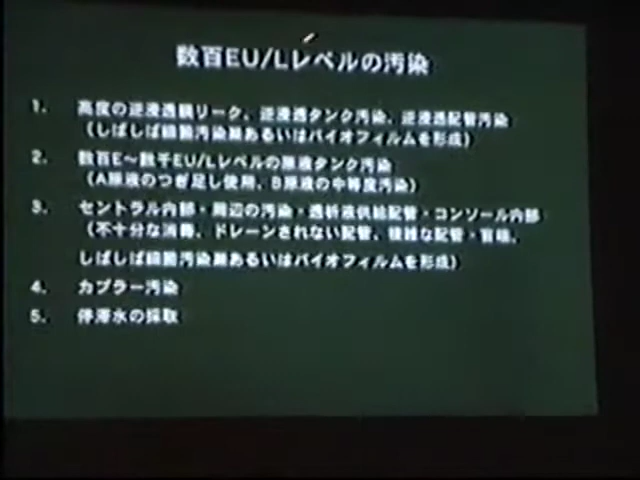 数百EU/Lレベルの汚染
1. 高度の逆浸透膜リーク、逆浸透タンク汚染、逆浸透配管汚染
（しばしば細菌汚染巣あるいはバイオフィルムを形成）
2. 数百E〜数千EU/Lレベルの原液タンク汚染
（A原液のつぎ足し使用、B原液の中等度汚染）
3. セントラル内部・周辺の汚染・透析液供給配管・コンソール内部
（不十分な消毒、ドレーンされない配管、複雑な配管・盲端、
しばしば細菌汚染巣あるいはバイオフィルムを形成）
4. カプラー汚染
5. 停滞水の採取